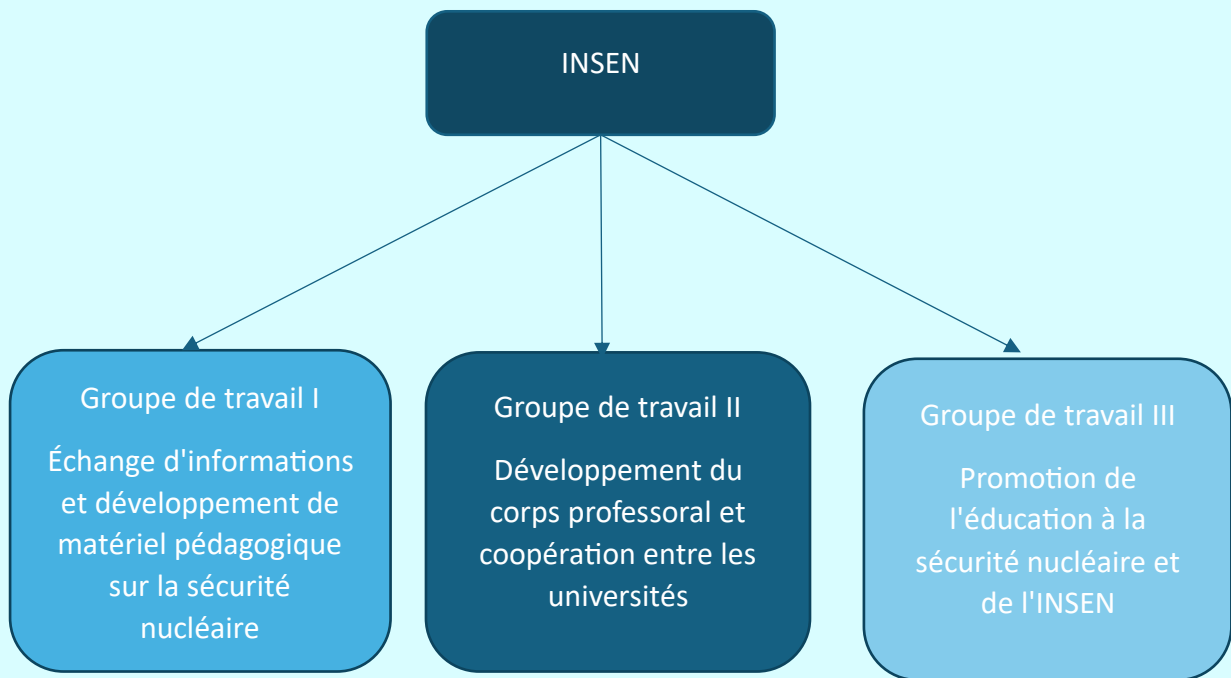 INSEN
Groupe de travail I
Échange d'informations
et développement de
matériel pédagogique
sur la sécurité
nucléaire
Groupe de travail II
Développement du
corps professoral et
coopération entre les
universités
Groupe de travail III
Promotion de
l'éducation à la
sécurité nucléaire et
de l'INSEN